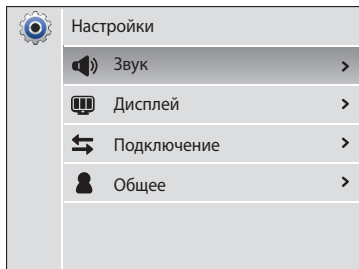 Настройки
Звук
Дисплей
Подключение
Общее